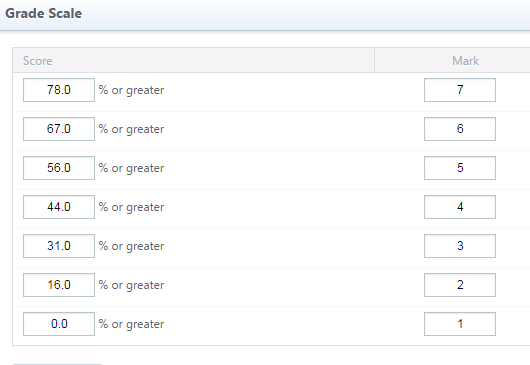 Grade Scale
Score Mark
78.0 % or greater 7
67.0 % or greater 6
56.0 % or greater 5
44.0 % or greater 4
31.0 % or greater 3
16.0 % or greater 2
0.0 % or greater 1